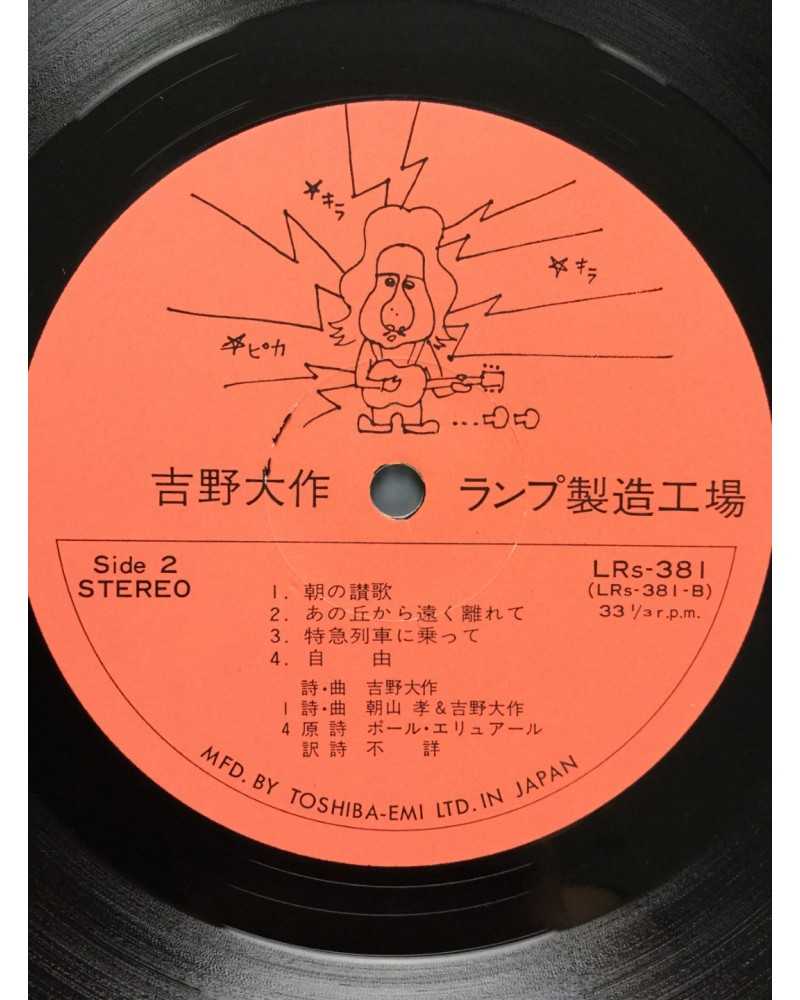 ★キラ
★キラ
★ピカ
吉野大作
ランプ製造工場
Side 2
STEREO
LRs-381
(LRs-381-B)
33 1/3 r.p.m.
1. 朝の讃歌
2. あの丘から遠く離れて
3. 特急列車に乗って
4. 自 由
詩・曲 吉野大作
1 詩・曲 朝山 孝&吉野大作
4 原詩 ポール・エリュアール
訳詩 不 詳
MFD. BY TOSHIBA-EMI LTD. IN JAPAN